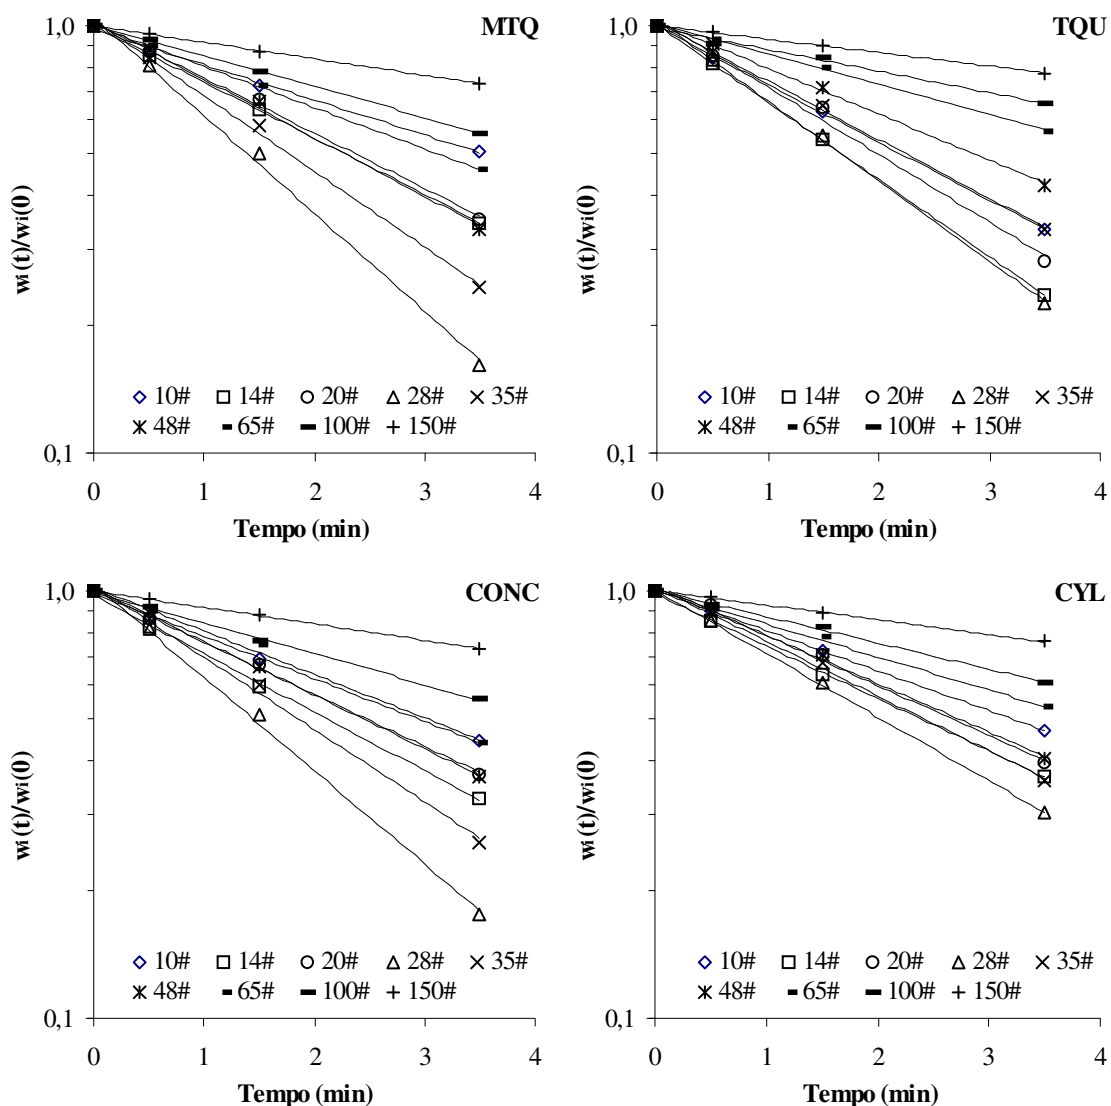 MTQ
1,0
0,1
wi(t)/wi(0)
10# 14# 20# 28# 35#
48# 65# 100# 150#
0 1 2 3 4
Tempo (min)
TQU
1,0
0,1
wi(t)/wi(0)
10# 14# 20# 28# 35#
48# 65# 100# 150#
0 1 2 3 4
Tempo (min)
CONC
1,0
0,1
wi(t)/wi(0)
10# 14# 20# 28# 35#
48# 65# 100# 150#
0 1 2 3 4
Tempo (min)
CYL
1,0
0,1
wi(t)/wi(0)
10# 14# 20# 28# 35#
48# 65# 100# 150#
0 1 2 3 4
Tempo (min)